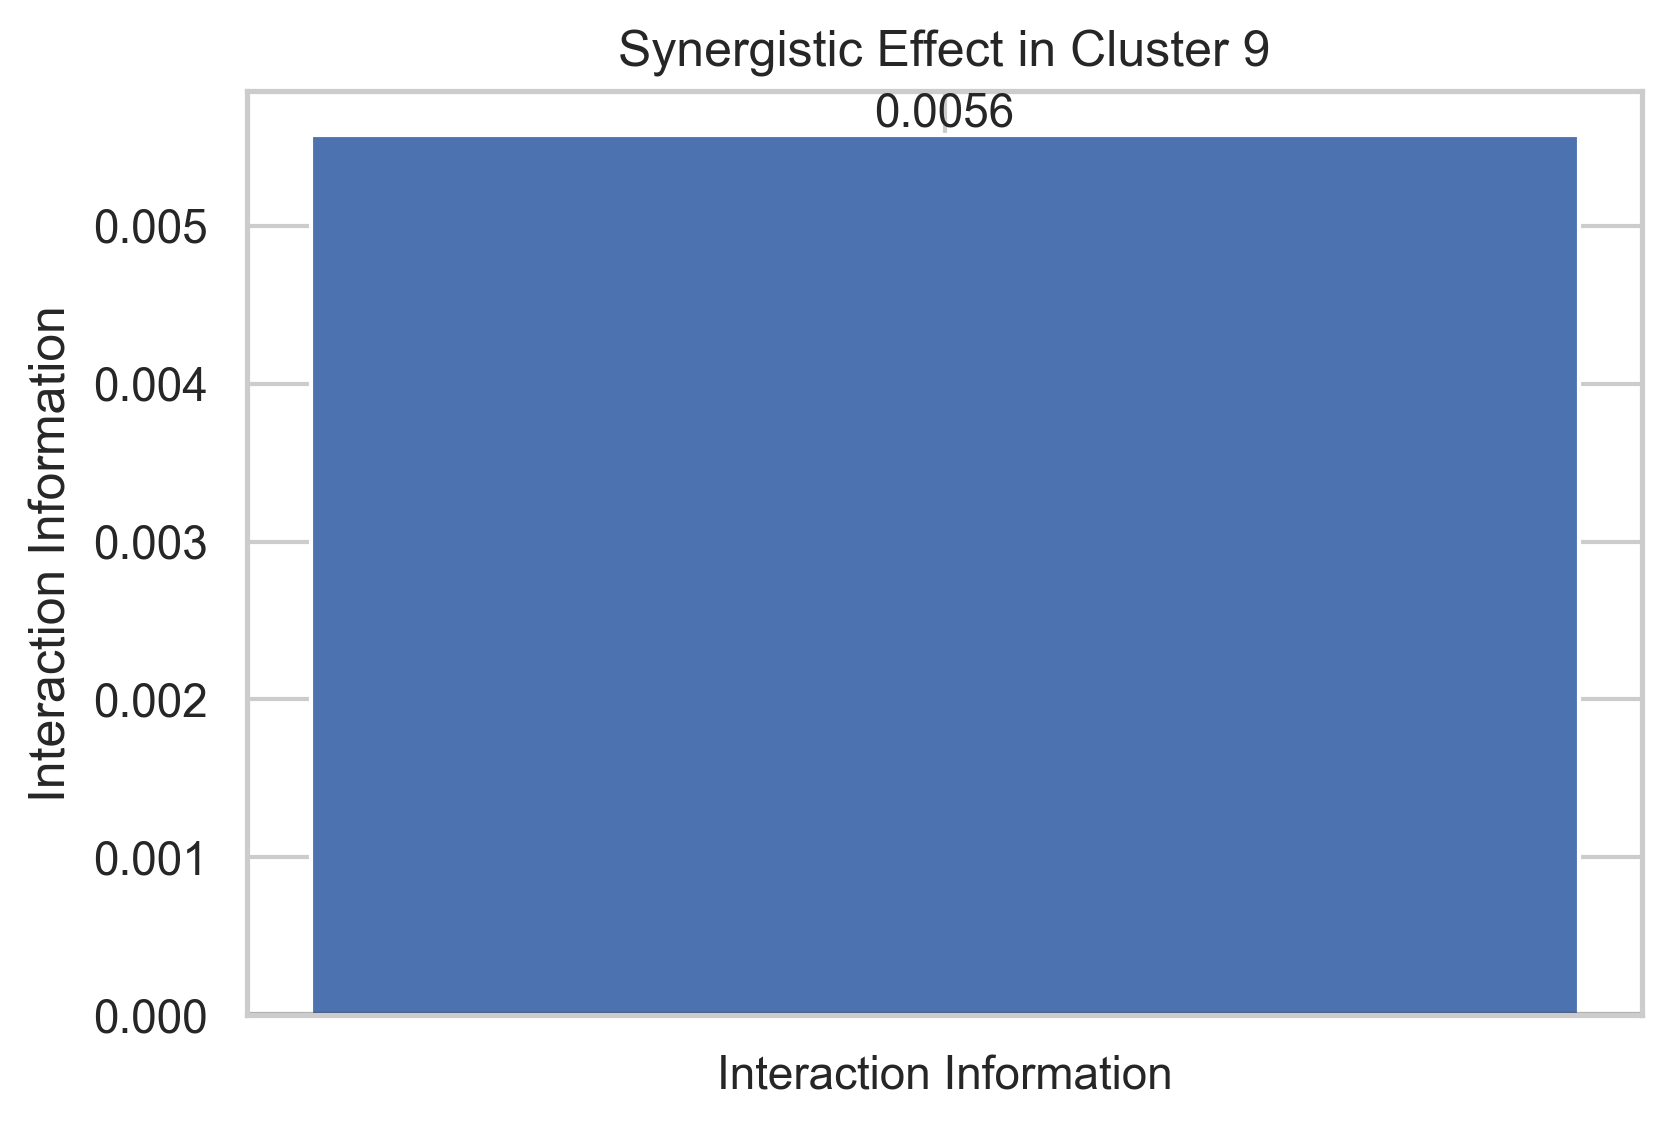 Synergistic Effect in Cluster 9
0.0056
0.005
0.004
0.003
0.002
0.001
0.000
Interaction Information
Interaction Information